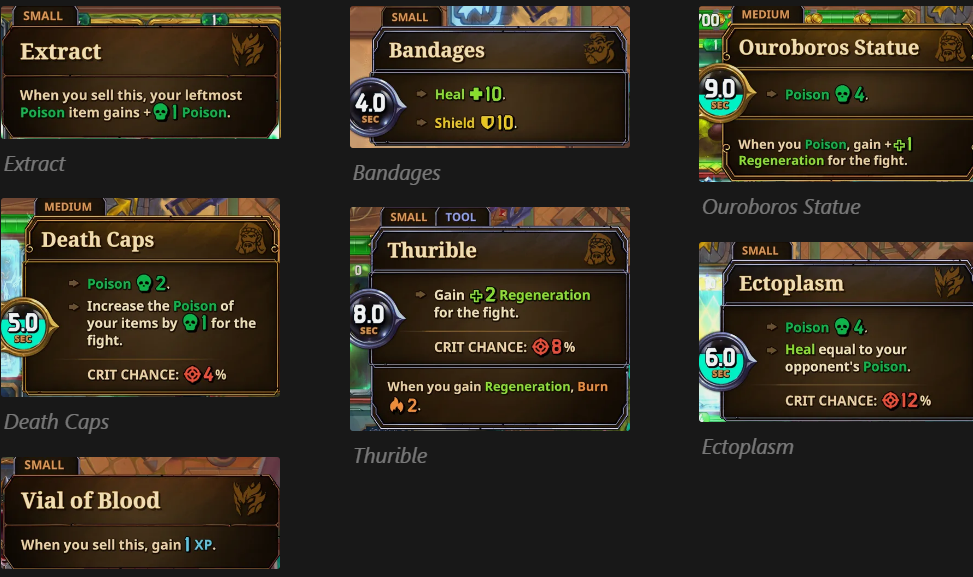 SMALL
1
Extract
When you sell this, your leftmost
Poison item gains + 1 Poison.
Extract
MEDIUM
Death Caps
5.0
SEC
Poison 2.
Increase the Poison of
your items by 1 for the
fight.
CRIT CHANCE: 4%
Death Caps
SMALL
Vial of Blood
When you sell this, gain 1 XP.
SMALL
Bandages
4.0
SEC
Heal 10.
Shield 10.
Bandages
SMALL TOOL
0
Thurible
8.0
SEC
Gain 2 Regeneration
for the fight.
CRIT CHANCE: 8%
When you gain Regeneration, Burn
2.
Thurible
700
MEDIUM
Ouroboros Statue
9.0
SEC
Poison 4.
When you Poison, gain + 1
Regeneration for the fight.
Ouroboros Statue
SMALL
Ectoplasm
6.0
SEC
Poison 4.
Heal equal to your
opponent's Poison.
CRIT CHANCE: 12%
Ectoplasm